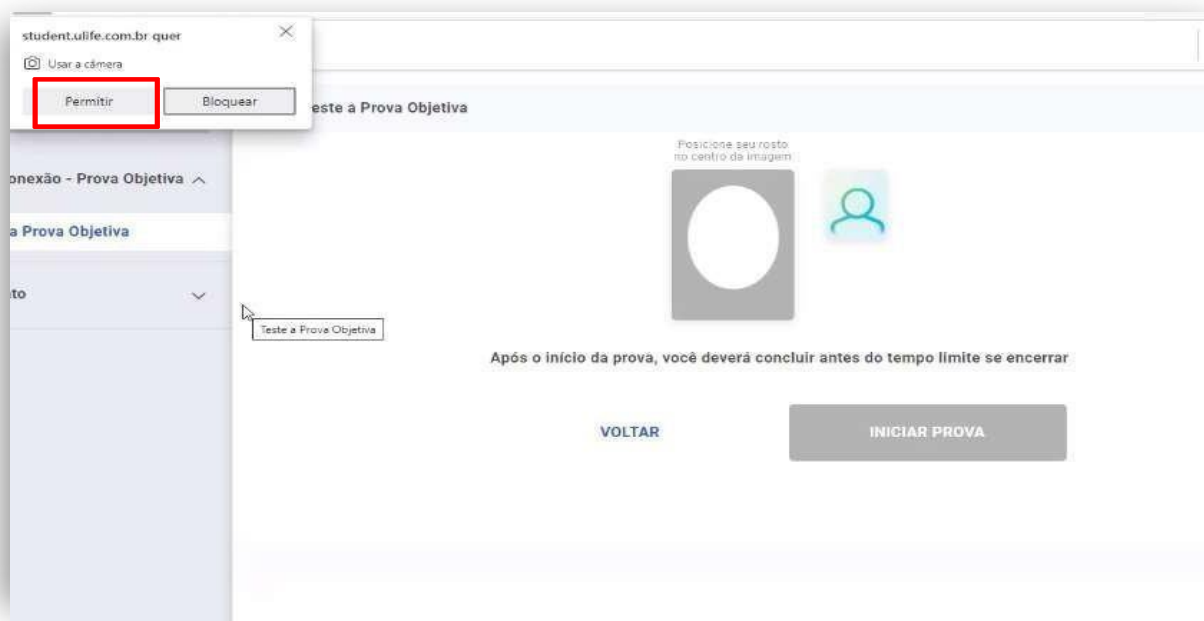 student.ulife.com.br quer
Usar a câmera
Permitir
Bloquear
este a Prova Objetiva
Posicione seu rosto
no centro da imagem
onexão - Prova Objetiva
a Prova Objetiva
to
Teste a Prova Objetiva
Após o início da prova, você deverá concluir antes do tempo limite se encerrar
VOLTAR
INICIAR PROVA